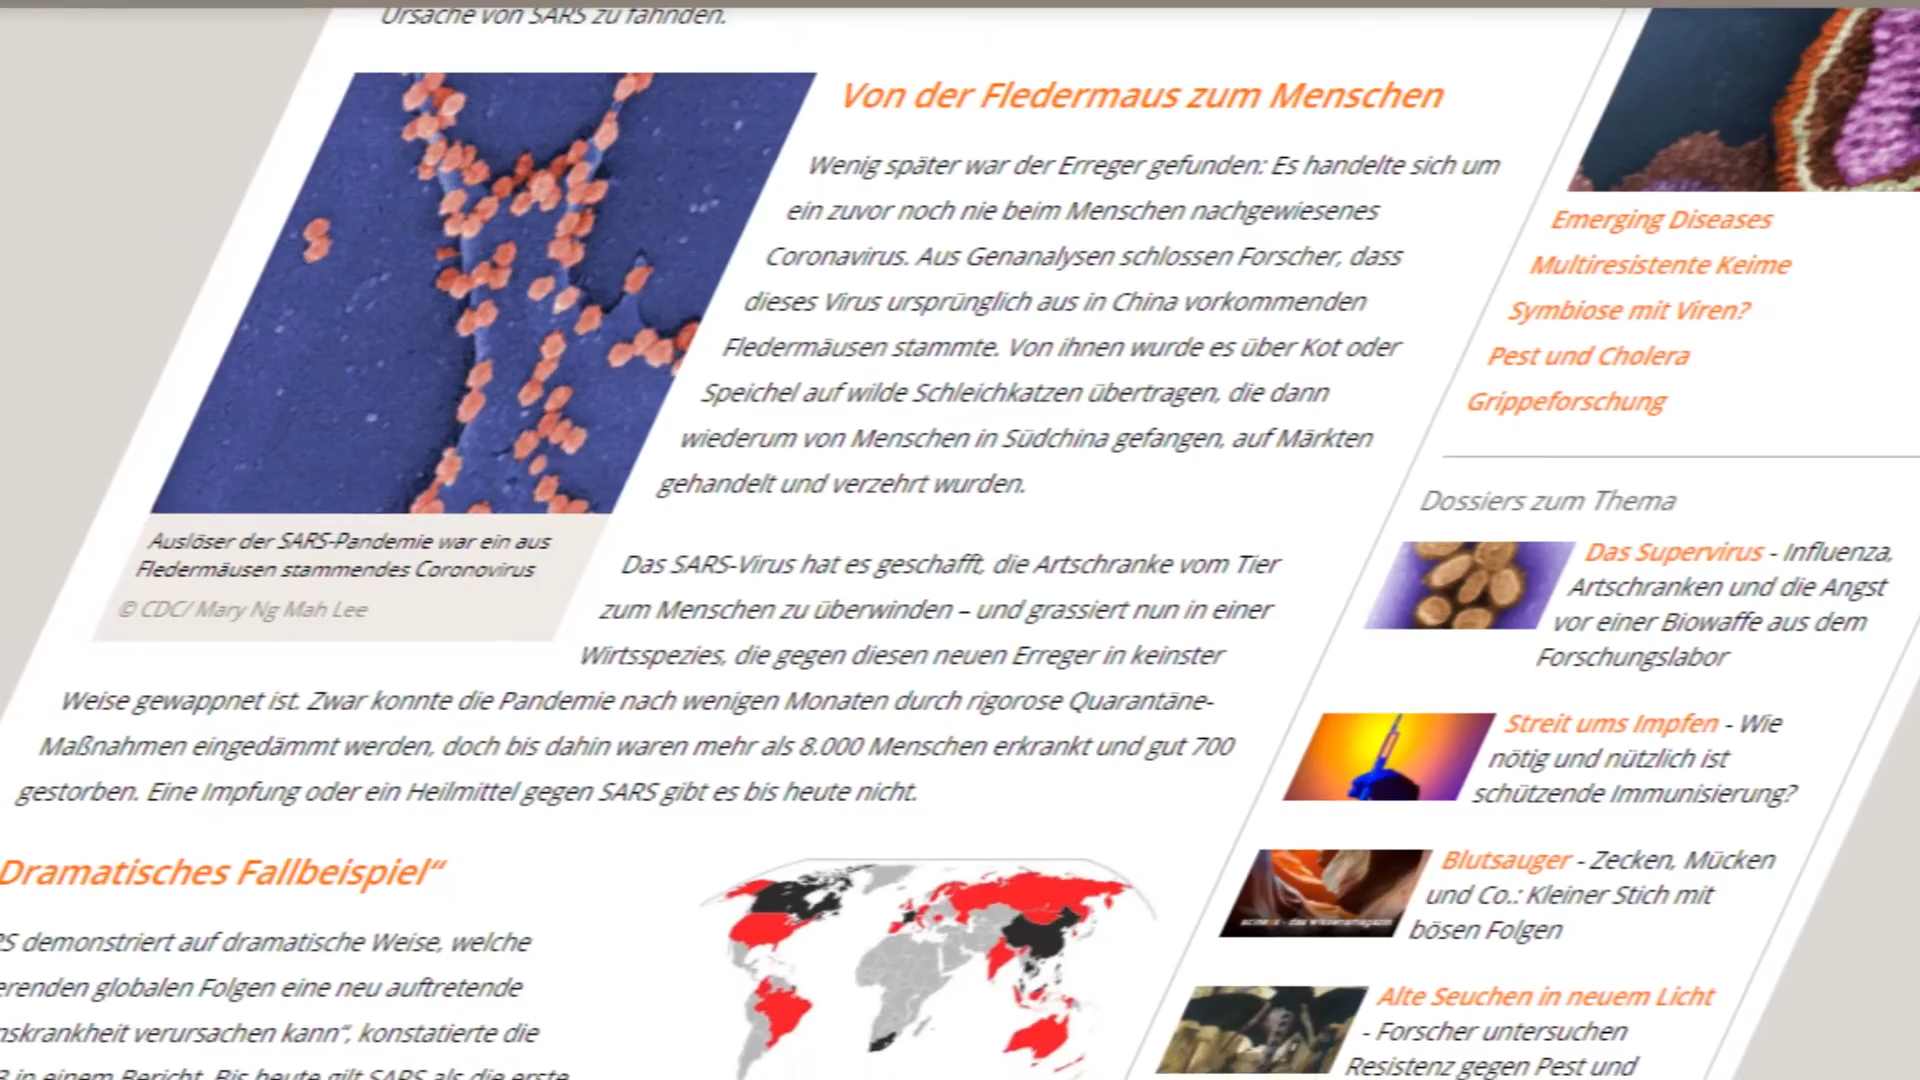 Ursache von SARS zu fahnden.
Von der Fledermaus zum Menschen
Wenig später war der Erreger gefunden: Es handelte sich um
ein zuvor noch nie beim Menschen nachgewiesenes
Coronavirus. Aus Genanalysen schlossen Forscher, dass
dieses Virus ursprünglich aus in China vorkommenden
Fledermäusen stammte. Von ihnen wurde es über Kot oder
Speichel auf wilde Schleichkatzen übertragen, die dann
wiederum von Menschen in Südchina gefangen, auf Märkten
gehandelt und verzehrt wurden.
Auslöser der SARS-Pandemie war ein aus
Fledermäusen stammendes Coronovirus
© CDC/ Mary Ng Mah Lee
Das SARS-Virus hat es geschafft, die Artschranke vom Tier
zum Menschen zu überwinden – und grassiert nun in einer
Wirtsspezies, die gegen diesen neuen Erreger in keinster
Weise gewappnet ist. Zwar konnte die Pandemie nach wenigen Monaten durch rigorose Quarantäne-
Maßnahmen eingedämmt werden, doch bis dahin waren mehr als 8.000 Menschen erkrankt und gut 700
gestorben. Eine Impfung oder ein Heilmittel gegen SARS gibt es bis heute nicht.
Dramatisches Fallbeispiel“
RS demonstriert auf dramatische Weise, welche
erenden globalen Folgen eine neu auftretende
nskrankheit verursachen kann“, konstatierte die
in einem Bericht. Bis heute gilt SARS als die erste
Emerging Diseases
Multiresistente Keime
Symbiose mit Viren?
Pest und Cholera
Grippeforschung
Dossiers zum Thema
Das Supervirus - Influenza,
Artschranken und die Angst
vor einer Biowaffe aus dem
Forschungslabor
Streit ums Impfen - Wie
nötig und nützlich ist
schützende Immunisierung?
Blutsauger - Zecken, Mücken
und Co.: Kleiner Stich mit
bösen Folgen
Alte Seuchen in neuem Licht
- Forscher untersuchen
Resistenz gegen Pest und